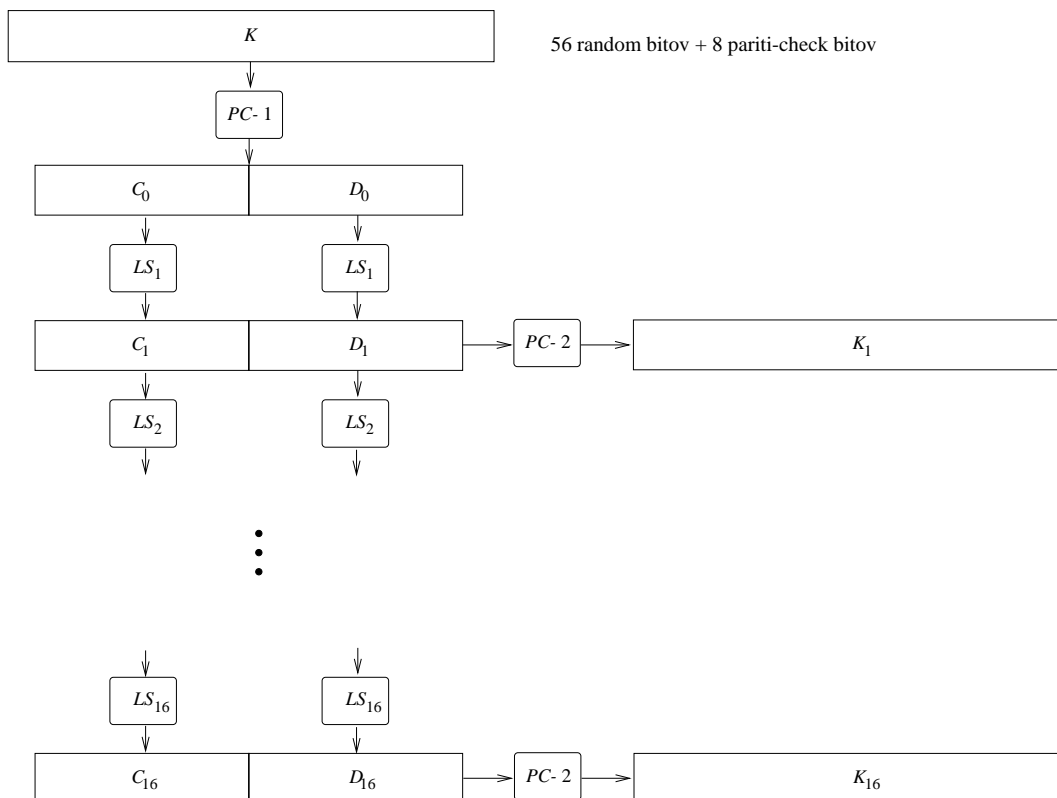 K
56 random bitov + 8 pariti-check bitov
PC- 1
C0 D0
LS1 LS1
C1 D1 PC- 2 K1
LS2 LS2
LS16 LS16
C16 D16 PC- 2 K16